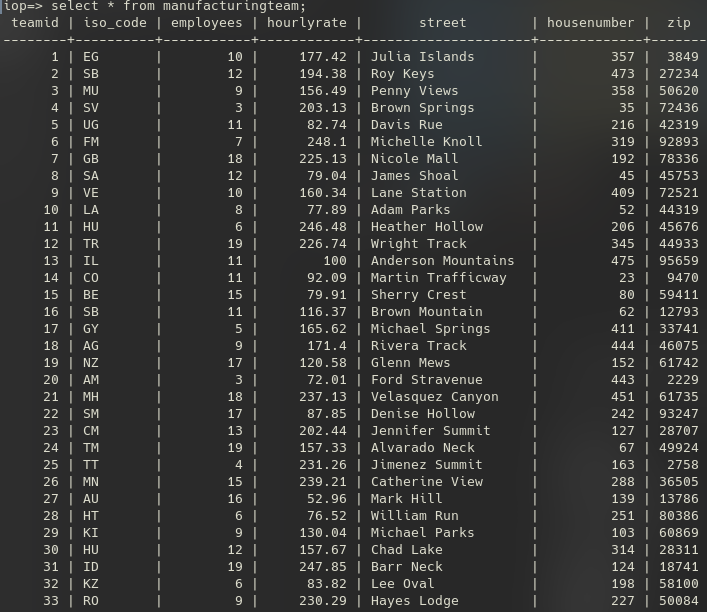 iop=> select * from manufacturingteam;
teamid | iso_code | employees | hourlyrate | street | housenumber | zip
--------+----------+-----------+------------+---------------------+-------------+------
1 | EG | 10 | 177.42 | Julia Islands | 357 | 3849
2 | SB | 12 | 194.38 | Roy Keys | 473 | 27234
3 | MU | 9 | 156.49 | Penny Views | 358 | 50620
4 | SV | 3 | 203.13 | Brown Springs | 35 | 72436
5 | UG | 11 | 82.74 | Davis Rue | 216 | 42319
6 | FM | 7 | 248.1 | Michelle Knoll | 319 | 92893
7 | GB | 18 | 225.13 | Nicole Mall | 192 | 78336
8 | SA | 12 | 79.04 | James Shoal | 45 | 45753
9 | VE | 10 | 160.34 | Lane Station | 409 | 72521
10 | LA | 8 | 77.89 | Adam Parks | 52 | 44319
11 | HU | 6 | 246.48 | Heather Hollow | 206 | 45676
12 | TR | 19 | 226.74 | Wright Track | 345 | 44933
13 | IL | 11 | 100 | Anderson Mountains | 475 | 95659
14 | CO | 11 | 92.09 | Martin Trafficway | 23 | 9470
15 | BE | 15 | 79.91 | Sherry Crest | 80 | 59411
16 | SB | 11 | 116.37 | Brown Mountain | 62 | 12793
17 | GY | 5 | 165.62 | Michael Springs | 411 | 33741
18 | AG | 9 | 171.4 | Rivera Track | 444 | 46075
19 | NZ | 17 | 120.58 | Glenn Mews | 152 | 61742
20 | AM | 3 | 72.01 | Ford Stravenue | 443 | 2229
21 | MH | 18 | 237.13 | Velasquez Canyon | 451 | 61735
22 | SM | 17 | 87.85 | Denise Hollow | 242 | 93247
23 | CM | 13 | 202.44 | Jennifer Summit | 127 | 28707
24 | TM | 19 | 157.33 | Alvarado Neck | 67 | 49924
25 | TT | 4 | 231.26 | Jimenez Summit | 163 | 2758
26 | MN | 15 | 239.21 | Catherine View | 288 | 36505
27 | AU | 16 | 52.96 | Mark Hill | 139 | 13786
28 | HT | 6 | 76.52 | William Run | 251 | 80386
29 | KI | 9 | 130.04 | Michael Parks | 103 | 60869
30 | HU | 12 | 157.67 | Chad Lake | 314 | 28311
31 | ID | 19 | 247.85 | Barr Neck | 124 | 18741
32 | KZ | 6 | 83.82 | Lee Oval | 198 | 58100
33 | RO | 9 | 230.29 | Hayes Lodge | 227 | 50084